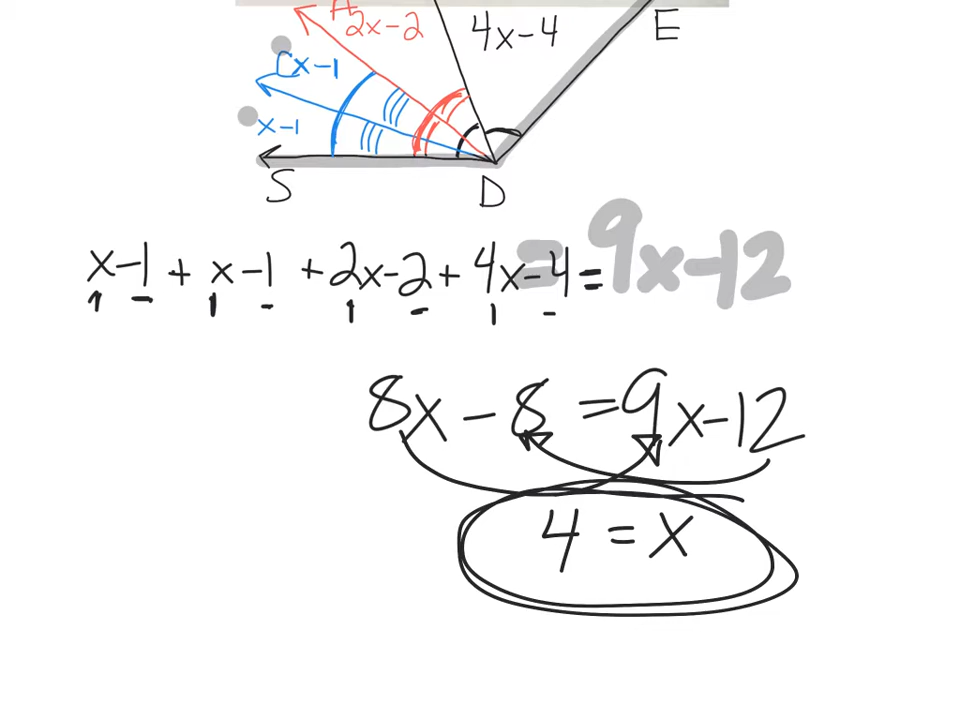 A
2x-2
4x-4
E
C
x-1
x-1
S
D
x-1 + x-1 + 2x-2 + 4x-4 = 9x-12
8x - 8 = 9x-12
4 = x